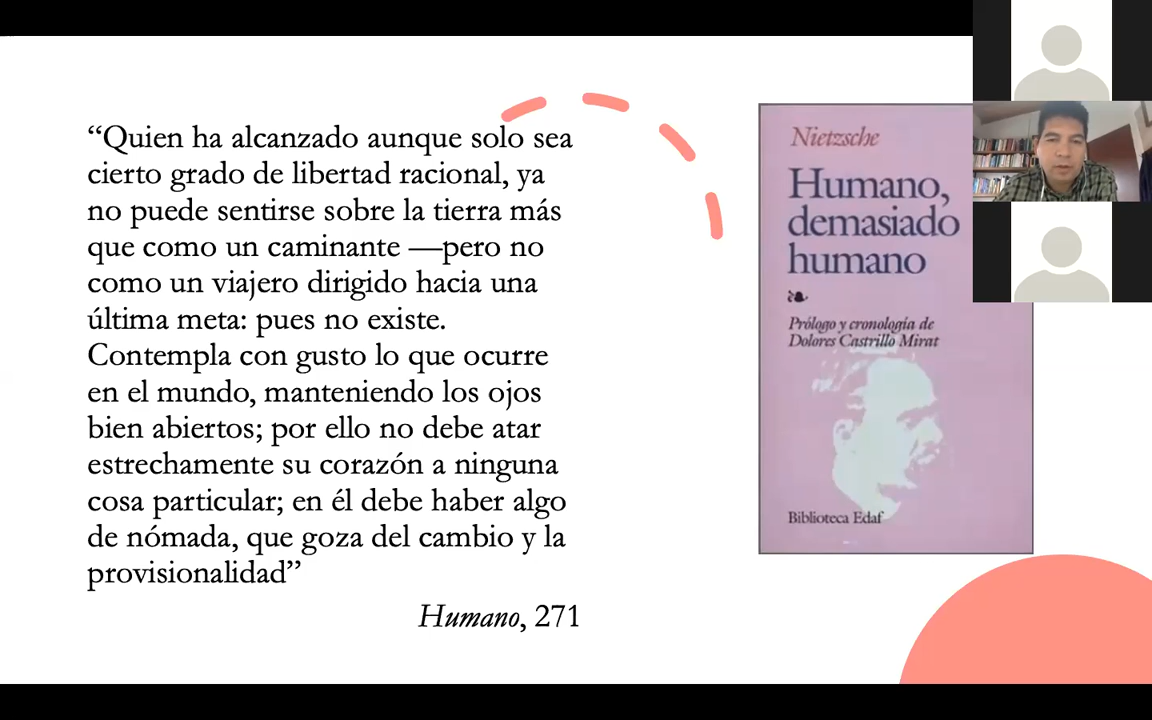 “Quien ha alcanzado aunque solo sea
cierto grado de libertad racional, ya
no puede sentirse sobre la tierra más
que como un caminante —pero no
como un viajero dirigido hacia una
última meta: pues no existe.
Contempla con gusto lo que ocurre
en el mundo, manteniendo los ojos
bien abiertos; por ello no debe atar
estrechamente su corazón a ninguna
cosa particular; en él debe haber algo
de nómada, que goza del cambio y la
provisionalidad”
Humano, 271
Nietzsche
Humano,
demasiado
humano
Prólogo y cronología de
Dolores Castrillo Mirat
Biblioteca Edaf